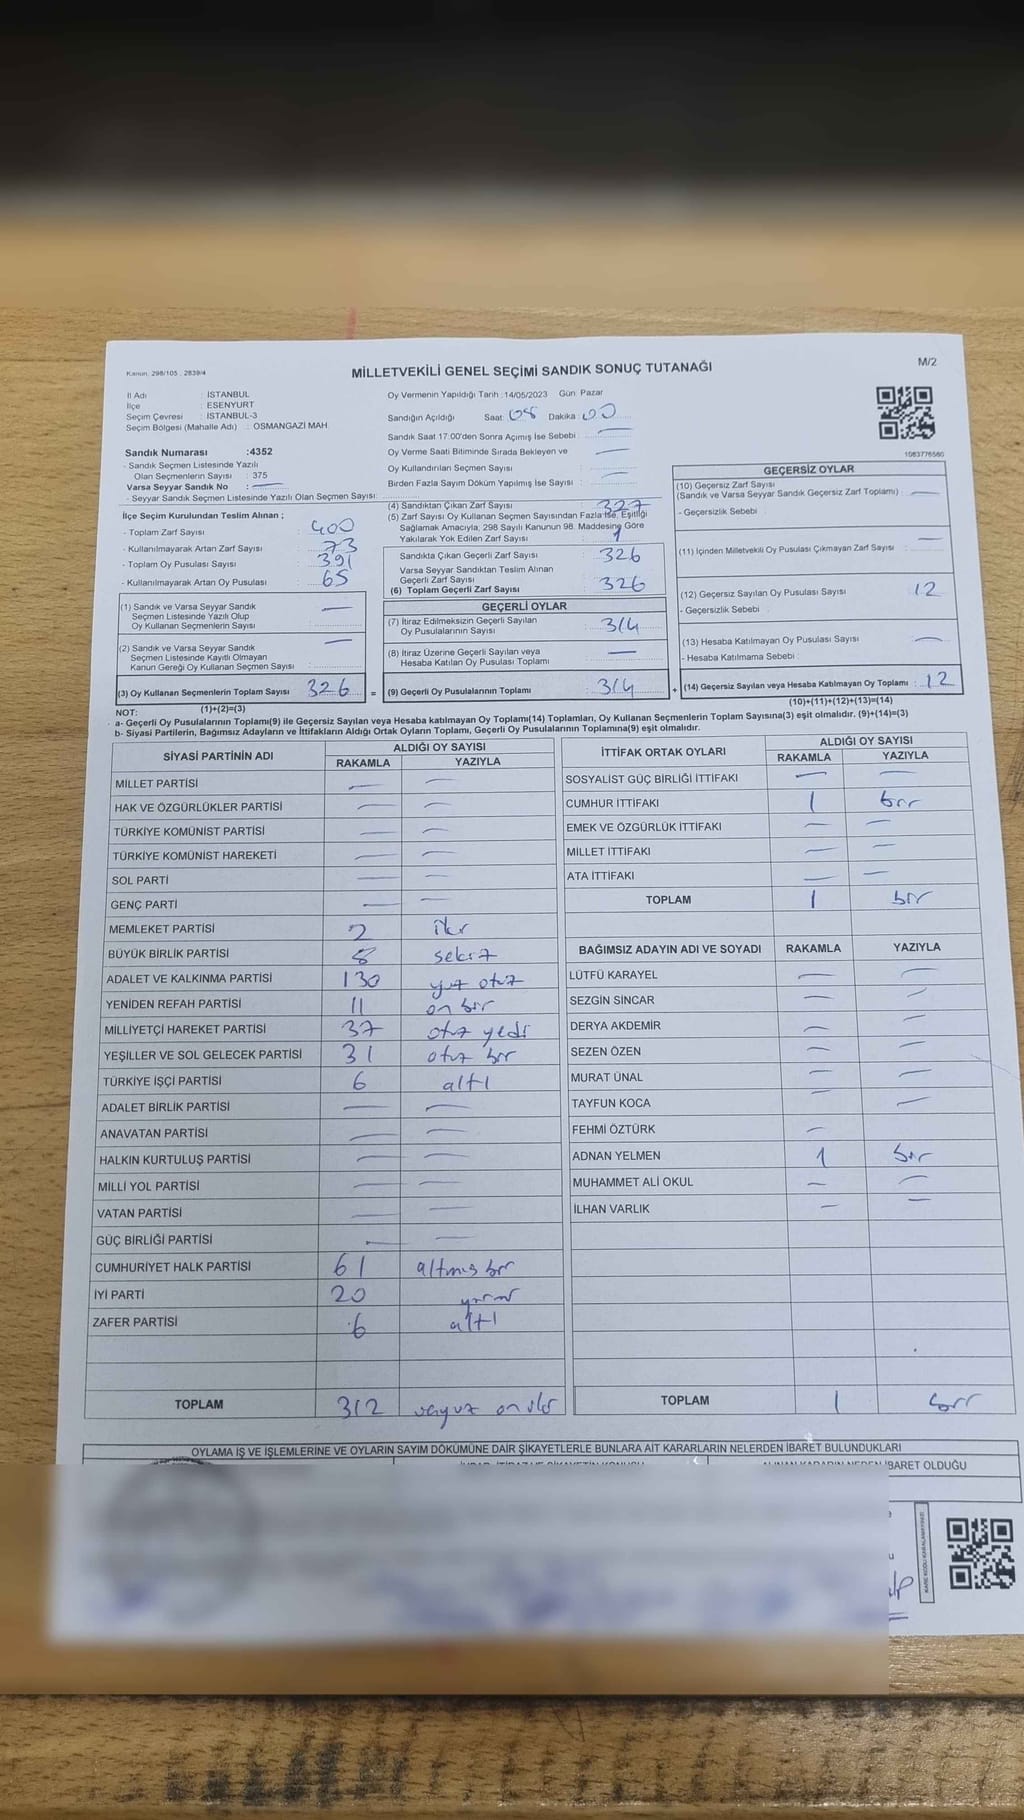 Kanun: 298/105 , 2839/4
MİLLETVEKİLİ GENEL SEÇİMİ SANDIK SONUÇ TUTANAĞI
M/2
İl Adı : İSTANBUL
İlçe : ESENYURT
Seçim Çevresi : İSTANBUL-3
Seçim Bölgesi (Mahalle Adı) : OSMANGAZİ MAH.
Sandık Numarası :4352
- Sandık Seçmen Listesinde Yazılı
Olan Seçmenlerin Sayısı : 375
Varsa Seyyar Sandık No : —
- Seyyar Sandık Seçmen Listesinde Yazılı Olan Seçmen Sayısı:
Oy Vermenin Yapıldığı Tarih :14/05/2023 Gün: Pazar
Sandığın Açıldığı Saat: 08 Dakika: 00
Sandık Saat 17:00'den Sonra Açımış İse Sebebi : —
Oy Verme Saati Bitiminde Sırada Bekleyen ve
Oy Kullandırılan Seçmen Sayısı : —
Birden Fazla Sayım Döküm Yapılmış İse Sayısı : —
1083776560
İlçe Seçim Kurulundan Teslim Alınan ;
- Toplam Zarf Sayısı : 400
- Kullanılmayarak Artan Zarf Sayısı : 73
- Toplam Oy Pusulası Sayısı : 391
- Kullanılmayarak Artan Oy Pusulası : 65
(1) Sandık ve Varsa Seyyar Sandık
Seçmen Listesinde Yazılı Olup
Oy Kullanan Seçmenlerin Sayısı : —
(2) Sandık ve Varsa Seyyar Sandık
Seçmen Listesinde Kayıtlı Olmayan
Kanun Gereği Oy Kullanan Seçmen Sayısı : —
(3) Oy Kullanan Seçmenlerin Toplam Sayısı : 326 =
(1)+(2)=(3)
(4) Sandıktan Çıkan Zarf Sayısı : 327
(5) Zarf Sayısı Oy Kullanan Seçmen Sayısından Fazla İse, Eşitliği
Sağlamak Amacıyla; 298 Sayılı Kanunun 98. Maddesine Göre
Yakılarak Yok Edilen Zarf Sayısı : 1
Sandıkta Çıkan Geçerli Zarf Sayısı : 326
Varsa Seyyar Sandıktan Teslim Alınan
Geçerli Zarf Sayısı
(6) Toplam Geçerli Zarf Sayısı : 326
GEÇERLİ OYLAR
(7) İtiraz Edilmeksizin Geçerli Sayılan
Oy Pusulalarının Sayısı : 314
(8) İtiraz Üzerine Geçerli Sayılan veya
Hesaba Katılan Oy Pusulası Toplamı : —
(9) Geçerli Oy Pusulalarının Toplamı : 314 +
GEÇERSİZ OYLAR
(10) Geçersiz Zarf Sayısı
(Sandık ve Varsa Seyyar Sandık Geçersiz Zarf Toplamı) : —
- Geçersizlik Sebebi :
(11) İçinden Milletvekili Oy Pusulası Çıkmayan Zarf Sayısı : —
(12) Geçersiz Sayılan Oy Pusulası Sayısı : 12
- Geçersizlik Sebebi :
(13) Hesaba Katılmayan Oy Pusulası Sayısı : —
- Hesaba Katılmama Sebebi :
(14) Geçersiz Sayılan veya Hesaba Katılmayan Oy Toplamı : 12
(10)+(11)+(12)+(13)=(14)
NOT:
a- Geçerli Oy Pusulalarının Toplamı(9) ile Geçersiz Sayılan veya Hesaba katılmayan Oy Toplamı(14) Toplamları, Oy Kullanan Seçmenlerin Toplam Sayısına(3) eşit olmalıdır. (9)+(14)=(3)
b- Siyasi Partilerin, Bağımsız Adayların ve İttifakların Aldığı Ortak Oyların Toplamı, Geçerli Oy Pusulalarının Toplamına(9) eşit olmalıdır.
SİYASİ PARTİNİN ADI ALDIĞI OY SAYISI
RAKAMLA YAZIYLA
MİLLET PARTİSİ — —
HAK VE ÖZGÜRLÜKLER PARTİSİ — —
TÜRKİYE KOMÜNİST PARTİSİ — —
TÜRKİYE KOMÜNİST HAREKETİ — —
SOL PARTİ — —
GENÇ PARTİ — —
MEMLEKET PARTİSİ 2 iki
BÜYÜK BİRLİK PARTİSİ 8 sekiz
ADALET VE KALKINMA PARTİSİ 130 yüz otuz
YENİDEN REFAH PARTİSİ 11 on bir
MİLLİYETÇİ HAREKET PARTİSİ 37 otuz yedi
YEŞİLLER VE SOL GELECEK PARTİSİ 31 otuz bir
TÜRKİYE İŞÇİ PARTİSİ 6 altı
ADALET BİRLİK PARTİSİ — —
ANAVATAN PARTİSİ — —
HALKIN KURTULUŞ PARTİSİ — —
MİLLİ YOL PARTİSİ — —
VATAN PARTİSİ — —
GÜÇ BİRLİĞİ PARTİSİ — —
CUMHURİYET HALK PARTİSİ 61 altmış bir
İYİ PARTİ 20 yirmi
ZAFER PARTİSİ 6 altı
TOPLAM 312 üçyüz on iki
İTTİFAK ORTAK OYLARI ALDIĞI OY SAYISI
RAKAMLA YAZIYLA
SOSYALİST GÜÇ BİRLİĞİ İTTİFAKI — —
CUMHUR İTTİFAKI 1 bir
EMEK VE ÖZGÜRLÜK İTTİFAKI — —
MİLLET İTTİFAKI — —
ATA İTTİFAKI — —
TOPLAM 1 bir
BAĞIMSIZ ADAYIN ADI VE SOYADI RAKAMLA YAZIYLA
LÜTFÜ KARAYEL — —
SEZGİN SİNCAR — —
DERYA AKDEMİR — —
SEZEN ÖZEN — —
MURAT ÜNAL — —
TAYFUN KOCA — —
FEHMİ ÖZTÜRK —
ADNAN YELMEN 1 bir
MUHAMMET ALİ OKUL — —
İLHAN VARLIK — —
TOPLAM 1 bir
OYLAMA İŞ VE İŞLEMLERİNE VE OYLARIN SAYIM DÖKÜMÜNE DAİR ŞİKAYETLERLE BUNLARA AİT KARARLARIN NELERDEN İBARET BULUNDUKLARI
İBARET OLDUĞU
KARE KODU KARALAMAYINIZ!